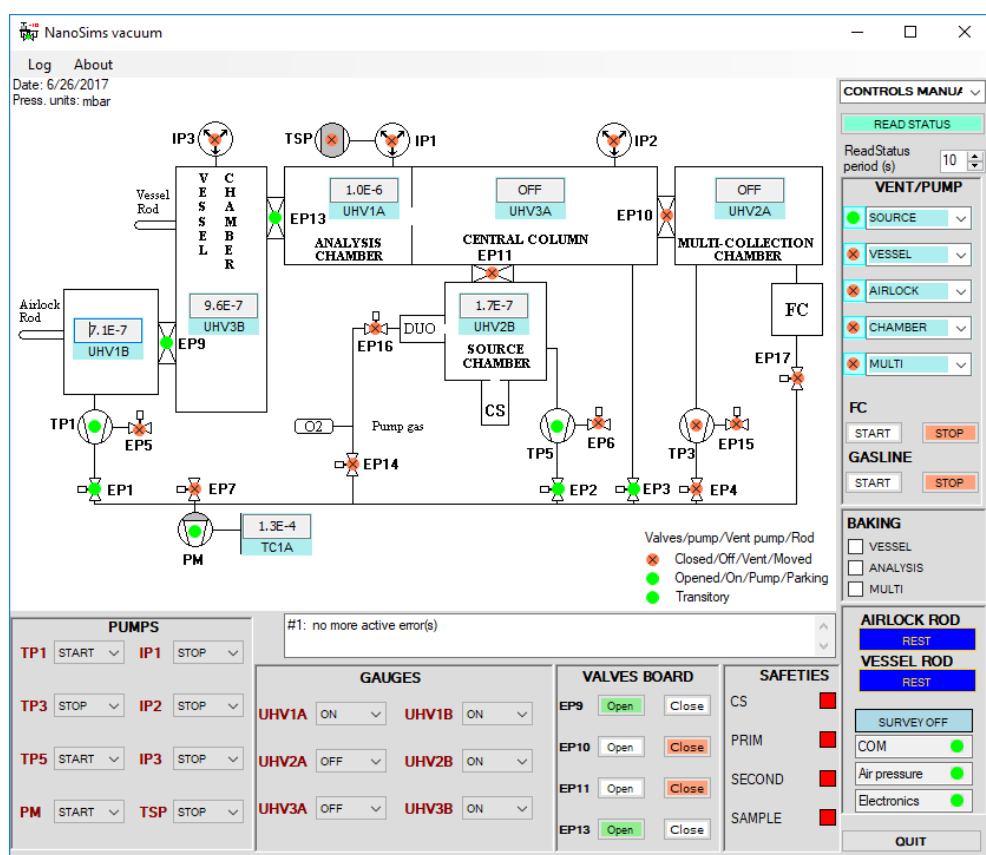 NanoSims vacuum
Log About
Date: 6/26/2017
Press. units: mbar
IP3
TSP
IP1
IP2
Vessel
Rod
VESSEL
CHAMBER
EP13
1.0E-6
UHV1A
ANALYSIS
CHAMBER
OFF
UHV3A
CENTRAL COLUMN
EP11
EP10
OFF
UHV2A
MULTI-COLLECTION
CHAMBER
Airlock
Rod
7.1E-7
UHV1B
EP9
9.6E-7
UHV3B
EP16
DUO
1.7E-7
UHV2B
SOURCE
CHAMBER
CS
FC
EP17
TP1
EP5
O2
Pump gas
TP5
EP6
TP3
EP15
EP14
EP1
EP7
EP2
EP3
EP4
PM
1.3E-4
TC1A
Valves/pump/Vent pump/Rod
Closed/Off/Vent/Moved
Opened/On/Pump/Parking
Transitory
CONTROLS MANUA
READ STATUS
ReadStatus
period (s)
10
VENT/PUMP
SOURCE
VESSEL
AIRLOCK
CHAMBER
MULTI
FC
START STOP
GASLINE
START STOP
BAKING
VESSEL
ANALYSIS
MULTI
PUMPS
TP1 START IP1 STOP
TP3 STOP IP2 STOP
TP5 START IP3 STOP
PM START TSP STOP
#1: no more active error(s)
GAUGES
UHV1A ON UHV1B ON
UHV2A OFF UHV2B ON
UHV3A OFF UHV3B ON
VALVES BOARD
EP9 Open Close
EP10 Open Close
EP11 Open Close
EP13 Open Close
SAFETIES
CS
PRIM
SECOND
SAMPLE
AIRLOCK ROD
REST
VESSEL ROD
REST
SURVEY OFF
COM
Air pressure
Electronics
QUIT